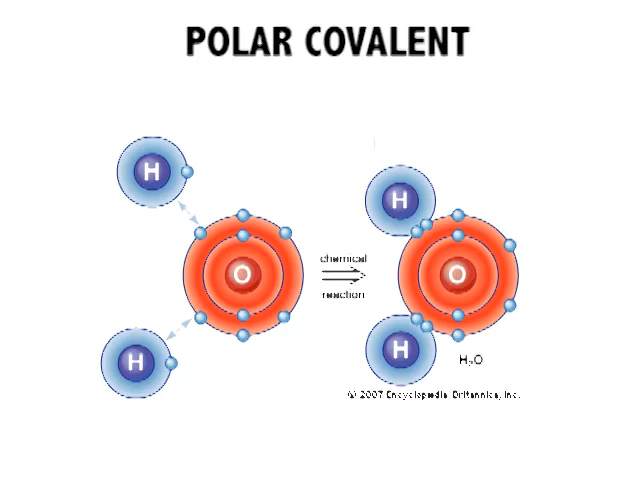 POLAR COVALENT
H
H
O
chemical
reaction
H
O
H
H₂O
© 2007 Encyclopædia Britannica, Inc.